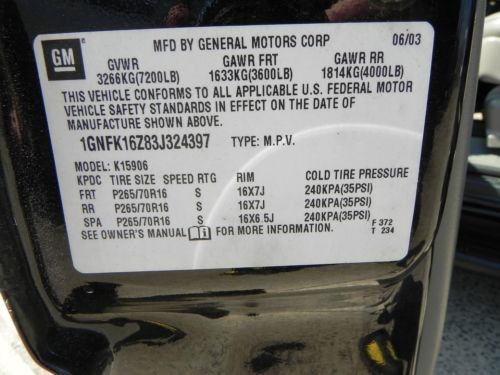 GM
MFD BY GENERAL MOTORS CORP 06/03
GVWR GAWR FRT GAWR RR
3266KG(7200LB) 1633KG(3600LB) 1814KG(4000LB)
THIS VEHICLE CONFORMS TO ALL APPLICABLE U.S. FEDERAL MOTOR
VEHICLE SAFETY STANDARDS IN EFFECT ON THE DATE OF
MANUFACTURE SHOWN ABOVE.
1GNFK16Z83J324397 TYPE: M.P.V.
MODEL: K15906
KPDC TIRE SIZE SPEED RTG RIM COLD TIRE PRESSURE
FRT P265/70R16 S 16X7J 240KPA(35PSI)
RR P265/70R16 S 16X7J 240KPA(35PSI)
SPA P265/70R16 S 16X6.5J 240KPA(35PSI)
SEE OWNER'S MANUAL FOR MORE INFORMATION.
F 372
T 234